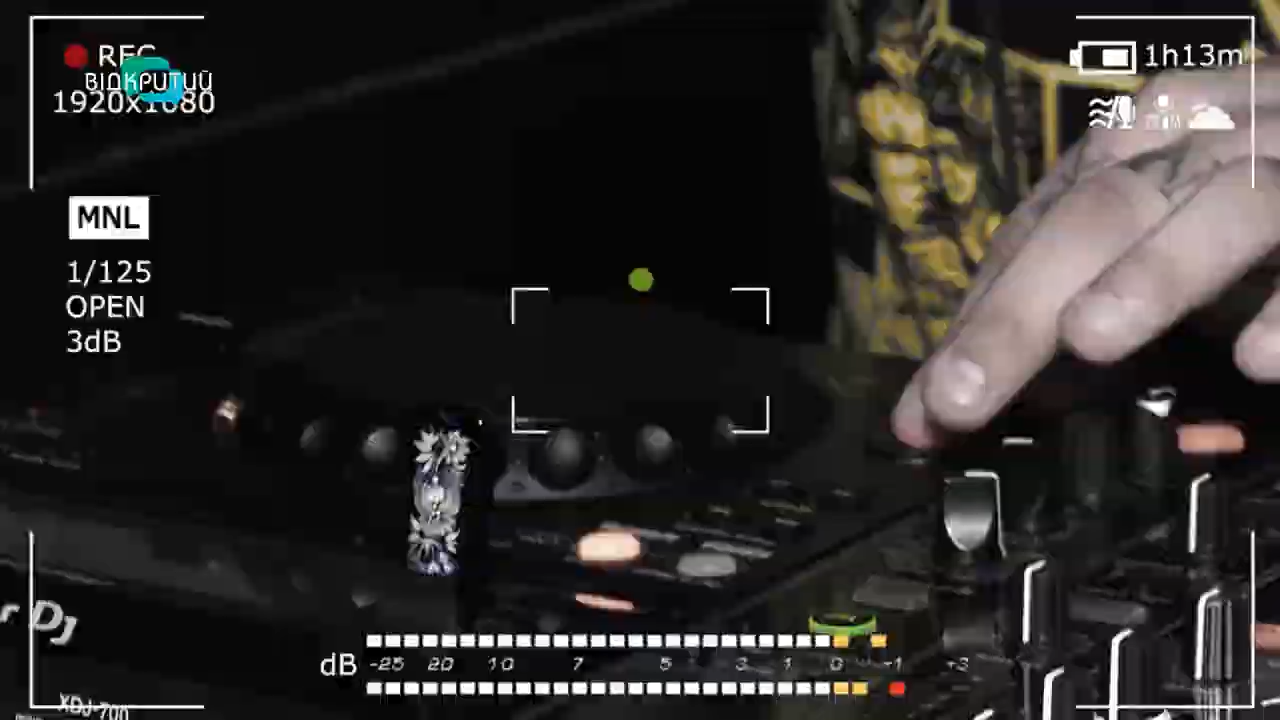 REC
ВІДКРИТИЙ
1920x1080
1h13m
MNL
1/125
OPEN
3dB
r DJ
dB -25 20 10 7 5 3 1 0 +1 +3
XDJ-700